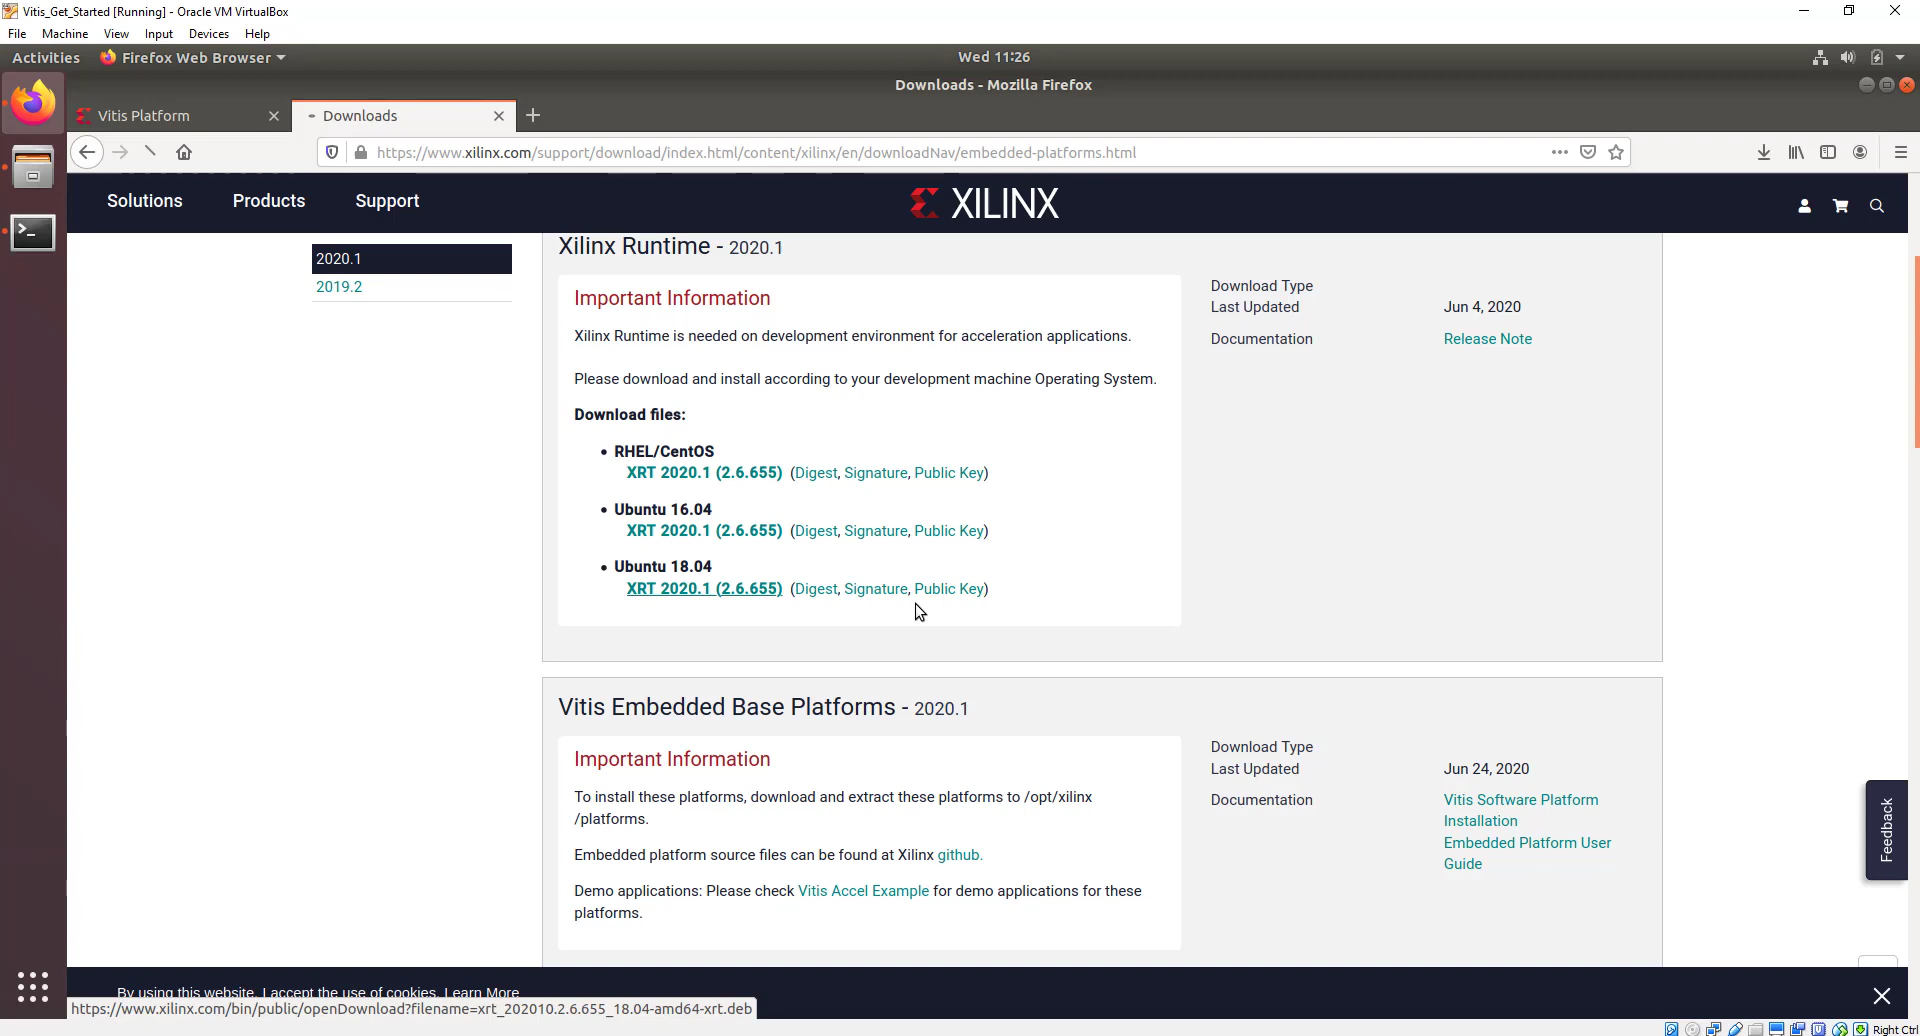 Vitis_Get_Started [Running] - Oracle VM VirtualBox
File Machine View Input Devices Help
Activities Firefox Web Browser Wed 11:26
Downloads - Mozilla Firefox
Vitis Platform Downloads
https://www.xilinx.com/support/download/index.html/content/xilinx/en/downloadNav/embedded-platforms.html
Solutions Products Support XILINX
2020.1
2019.2
Xilinx Runtime - 2020.1
Important Information
Xilinx Runtime is needed on development environment for acceleration applications.
Please download and install according to your development machine Operating System.
Download files:
• RHEL/CentOS
XRT 2020.1 (2.6.655) (Digest, Signature, Public Key)
• Ubuntu 16.04
XRT 2020.1 (2.6.655) (Digest, Signature, Public Key)
• Ubuntu 18.04
XRT 2020.1 (2.6.655) (Digest, Signature, Public Key)
Download Type
Last Updated Jun 4, 2020
Documentation Release Note
Vitis Embedded Base Platforms - 2020.1
Important Information
To install these platforms, download and extract these platforms to /opt/xilinx
/platforms.
Embedded platform source files can be found at Xilinx github.
Demo applications: Please check Vitis Accel Example for demo applications for these
platforms.
Download Type
Last Updated Jun 24, 2020
Documentation Vitis Software Platform
Installation
Embedded Platform User
Guide
Feedback
By using this website, I accept the use of cookies. Learn More
https://www.xilinx.com/bin/public/openDownload?filename=xrt_202010.2.6.655_18.04-amd64-xrt.deb
Right Ctrl